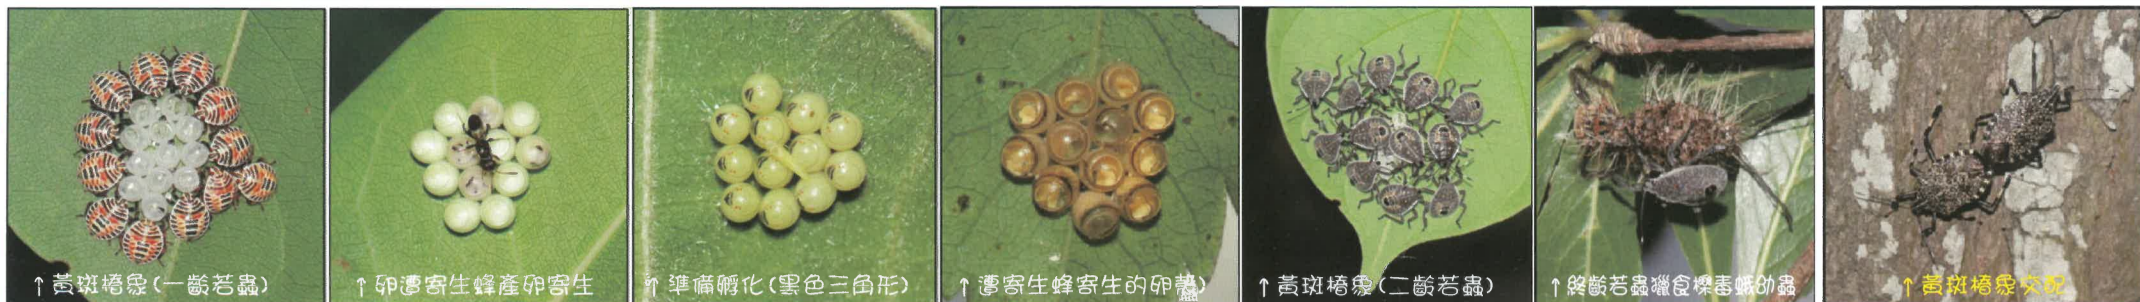 ↑黃斑椿象(一齡若蟲)
↑卵遭寄生蜂產卵寄生
↑準備孵化(黑色三角形)
↑遭寄生蜂寄生的卵
↑黃斑椿象(二齡若蟲)
↑終齡若蟲獵食櫟毒蛾幼蟲
↑黃斑椿象交配